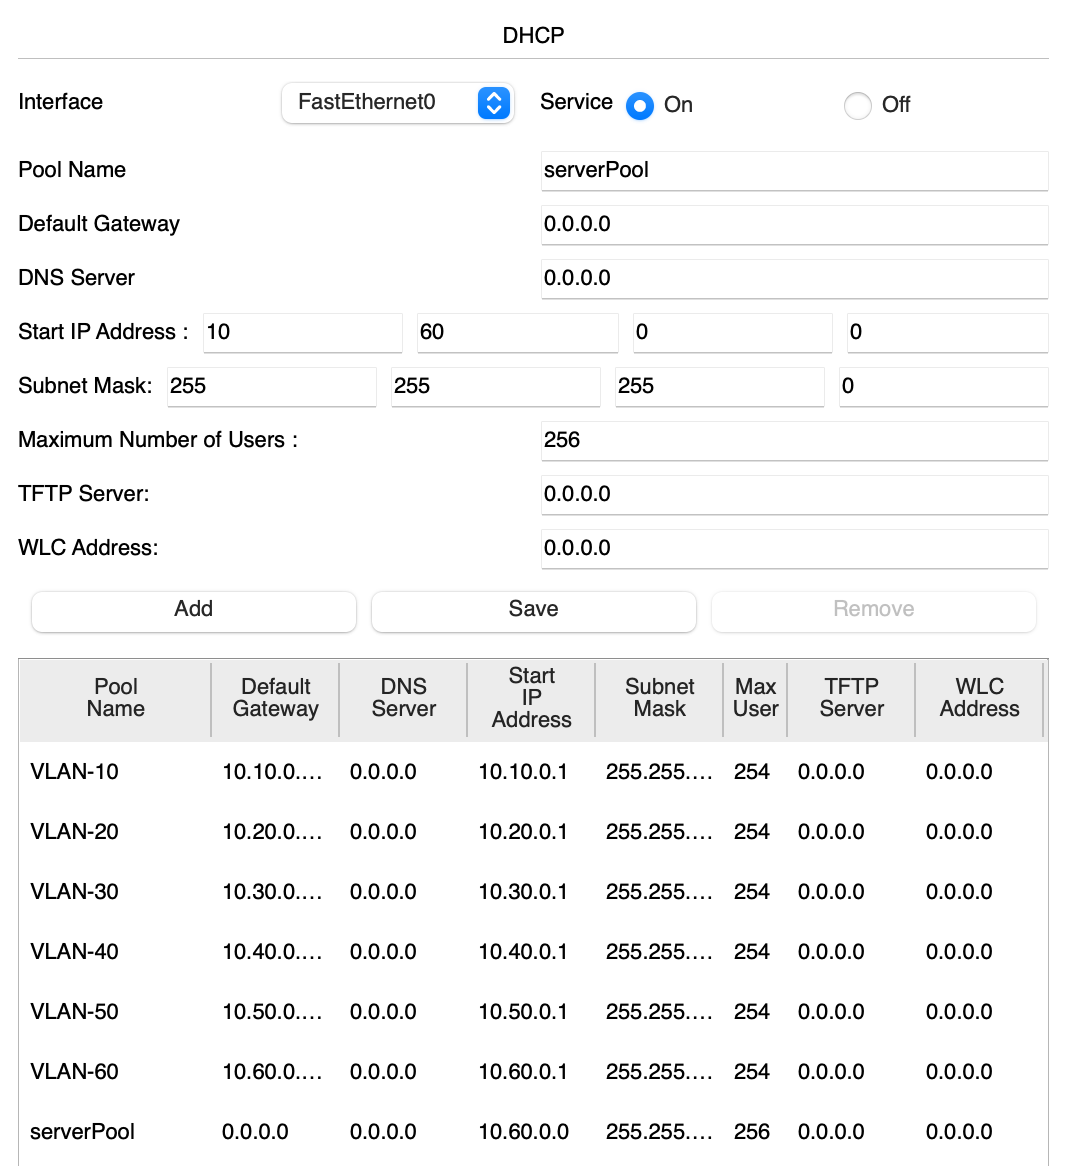 DHCP
Interface FastEthernet0 Service On Off
Pool Name serverPool
Default Gateway 0.0.0.0
DNS Server 0.0.0.0
Start IP Address : 10 60 0 0
Subnet Mask: 255 255 255 0
Maximum Number of Users : 256
TFTP Server: 0.0.0.0
WLC Address: 0.0.0.0
Add Save Remove
Pool Name Default Gateway DNS Server Start IP Address Subnet Mask Max User TFTP Server WLC Address
VLAN-10 10.10.0.... 0.0.0.0 10.10.0.1 255.255.... 254 0.0.0.0 0.0.0.0
VLAN-20 10.20.0.... 0.0.0.0 10.20.0.1 255.255.... 254 0.0.0.0 0.0.0.0
VLAN-30 10.30.0.... 0.0.0.0 10.30.0.1 255.255.... 254 0.0.0.0 0.0.0.0
VLAN-40 10.40.0.... 0.0.0.0 10.40.0.1 255.255.... 254 0.0.0.0 0.0.0.0
VLAN-50 10.50.0.... 0.0.0.0 10.50.0.1 255.255.... 254 0.0.0.0 0.0.0.0
VLAN-60 10.60.0.... 0.0.0.0 10.60.0.1 255.255.... 254 0.0.0.0 0.0.0.0
serverPool 0.0.0.0 0.0.0.0 10.60.0.0 255.255.... 256 0.0.0.0 0.0.0.0